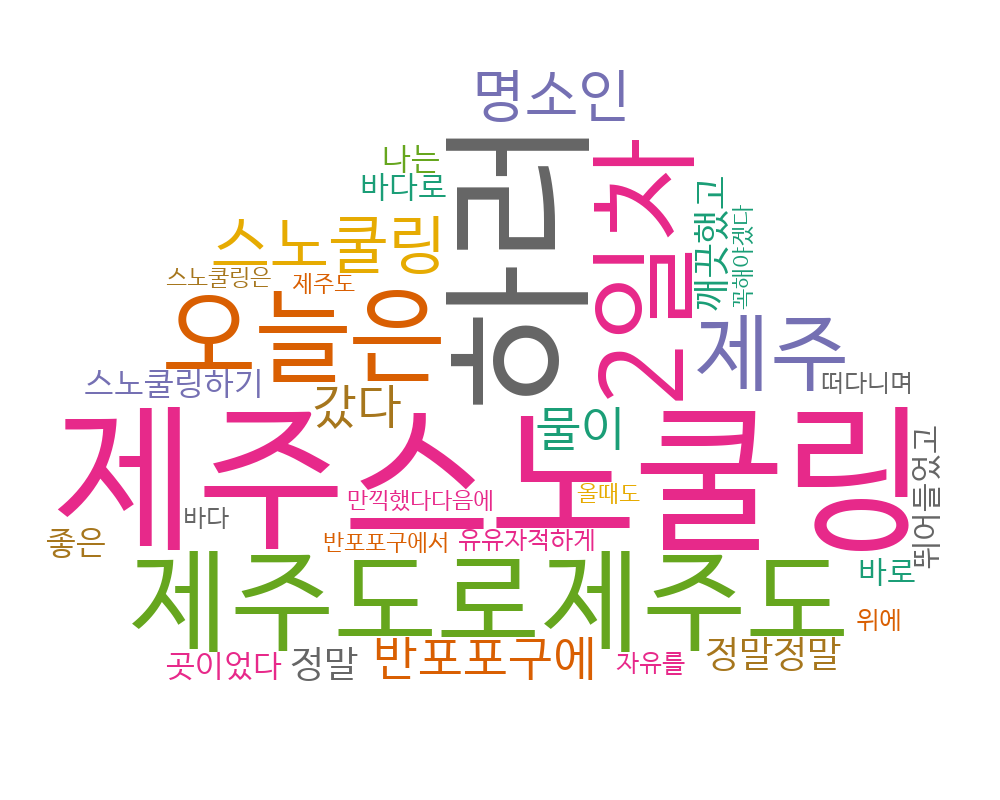 명소인
하러
2일차
나는
바다로
깨끗했고
꼭해야겠다
스노쿨링
스노쿨링은
제주도
오늘은
제주
스노쿨링하기
갔다
떠다니며
제주스노쿨링
물이
뛰어들었고
만끽했다다음에
올때도
바다
좋은
반포포구에서
유유자적하게
제주도로제주도
바로
위에
곳이었다
정말
반포포구에
자유를
정말정말